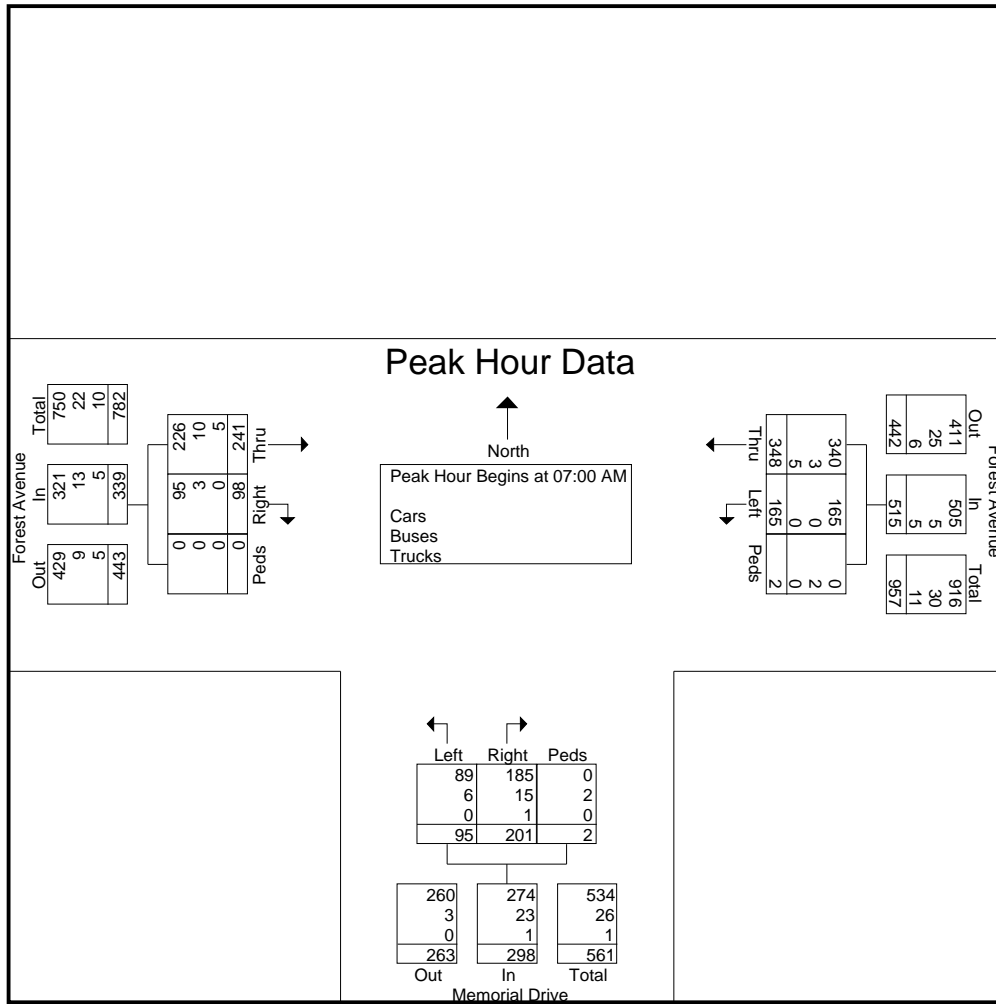 Peak Hour Data
North
Peak Hour Begins at 07:00 AM
Cars
Buses
Trucks
Forest Avenue
Out In Total
429 321 750
9 13 22
5 5 10
443 339 782
Peds Right Thru
0 95 226
0 3 10
0 0 5
0 98 241
Forest Avenue
Out In Total
411 505 916
25 5 30
6 5 11
442 515 957
Thru Left Peds
340 165 0
3 0 2
5 0 0
348 165 2
Left Right Peds
89 185 0
6 15 2
0 1 0
95 201 2
260 274 534
3 23 26
0 1 1
263 298 561
Out In Total
Memorial Drive